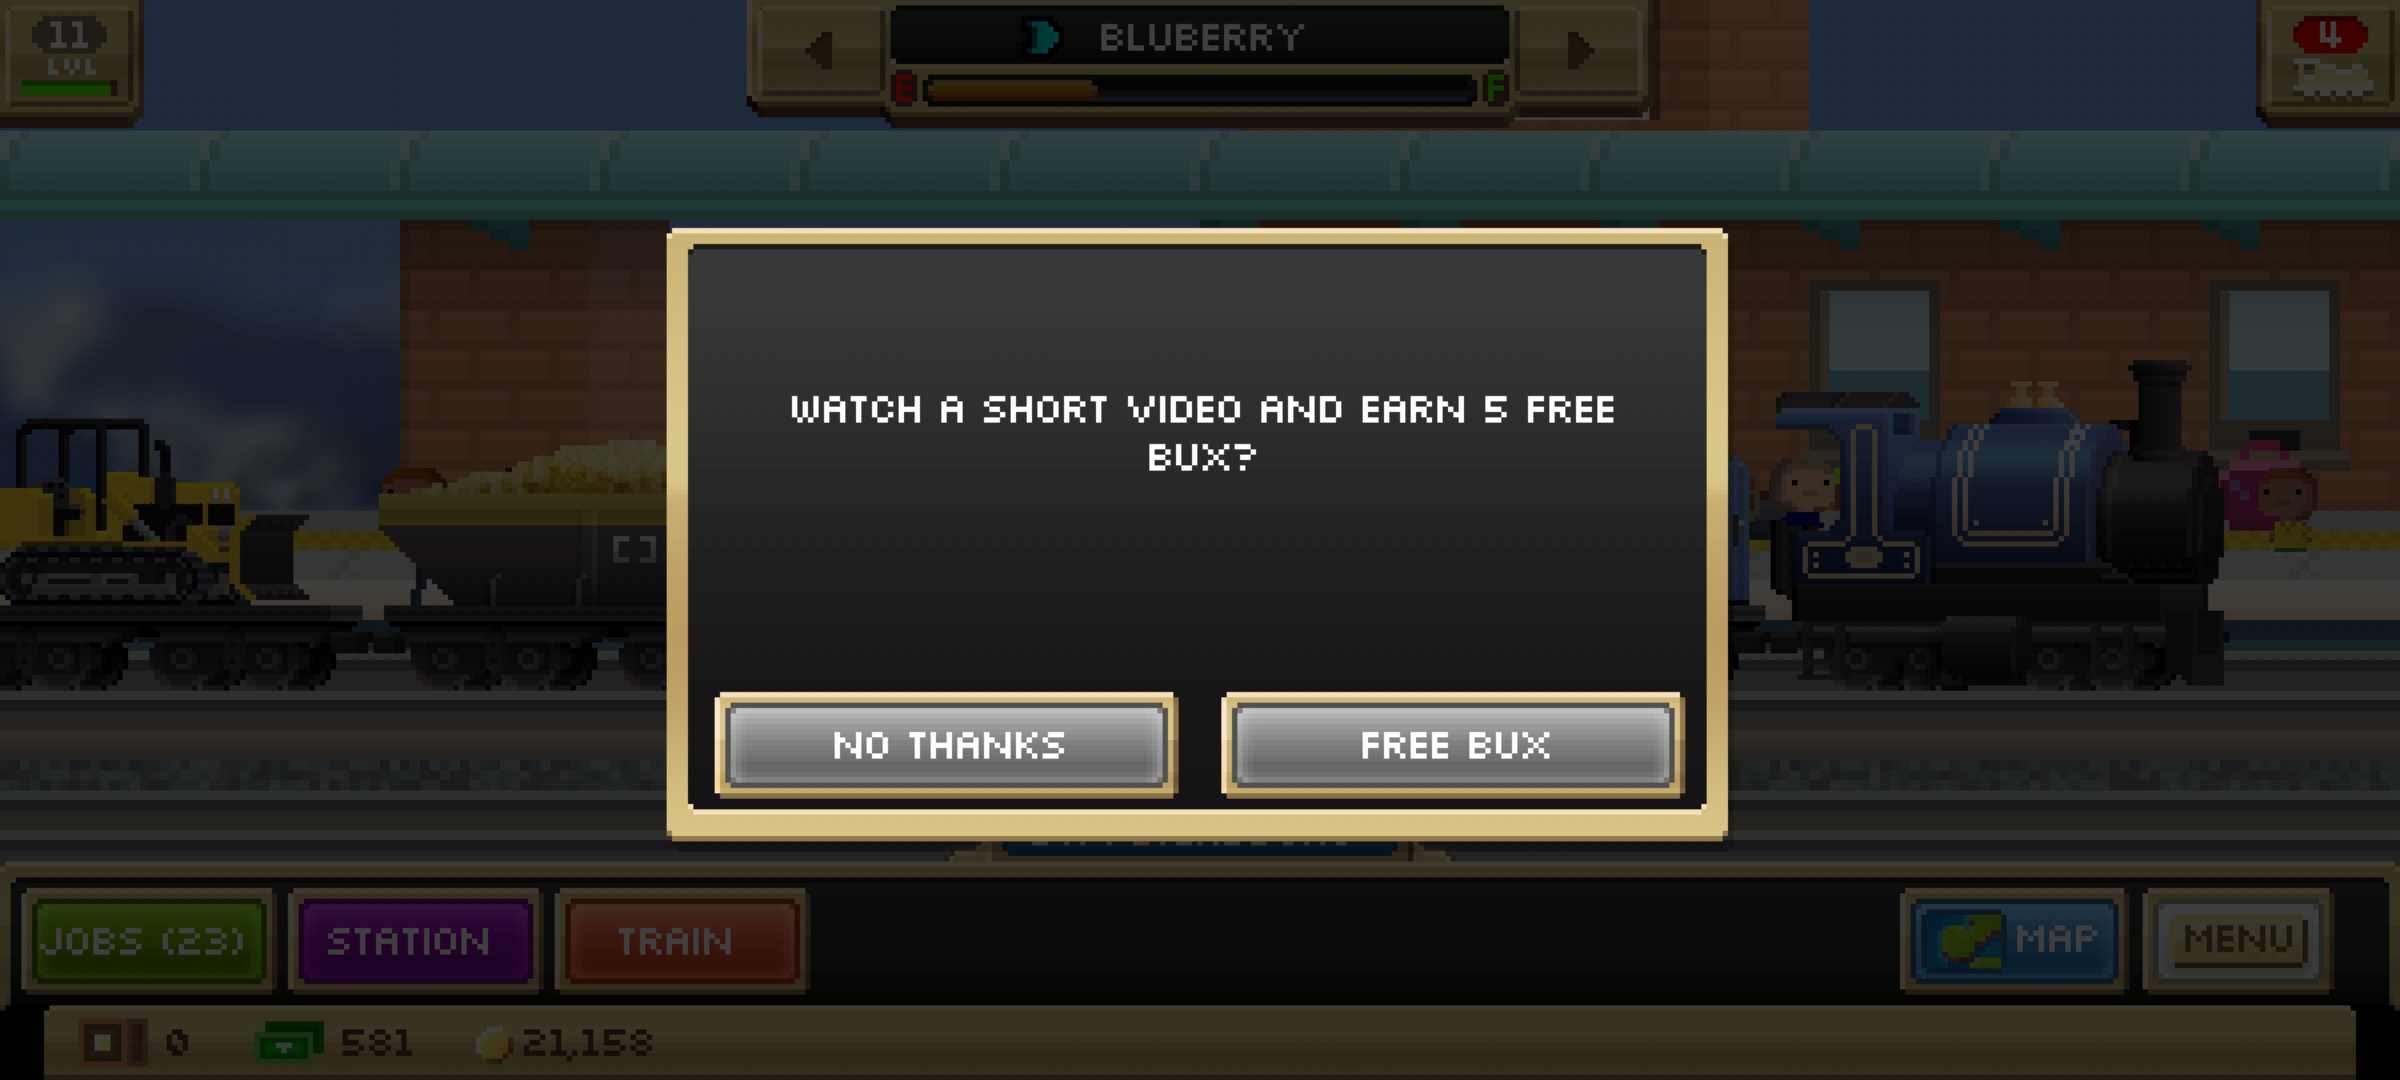 11
LVL
BLUBERRY
E F
4
WATCH A SHORT VIDEO AND EARN 5 FREE
BUX?
NO THANKS
FREE BUX
JOBS (23)
STATION
TRAIN
MAP
MENU
0
581
21,158